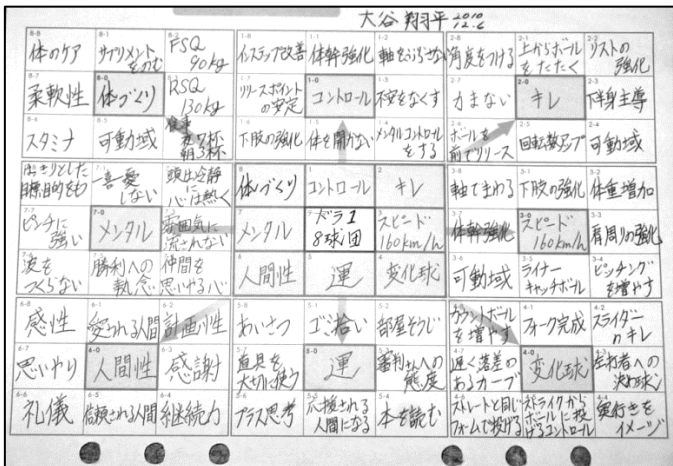 大谷 翔平 2010 12.6
体のケア サプリメントをのむ FSQ 90kg インステップ改善 体幹強化 軸をぶらさない 角度をつける 上からボールをたたく リストの強化
柔軟性 体づくり RSQ 130kg リリースポイントの安定 コントロール 不安をなくす 力まない キレ 下半身主導
スタミナ 可動域 食事 夜7杯 朝3杯 下肢の強化 体を開かない メンタルコントロールをする ボールを前でリリース 回転数アップ 可動域
はっきりとした目標、目的をもつ 一喜一憂しない 頭は冷静に心は熱く 体づくり コントロール キレ 軸でまわる 下肢の強化 体重増加
ピンチに強い メンタル 雰囲気に流されない メンタル ドラ1 8球団 スピード 160km/h 体幹強化 スピード 160km/h 肩周りの強化
波をつくらない 勝利への執念 仲間を思いやる心 人間性 運 変化球 可動域 ライナーキャッチボール ピッチングを増やす
感性 愛される人間 計画性 あいさつ ゴミ拾い 部屋そうじ カウントボールを増やす フォーク完成 スライダーのキレ
思いやり 人間性 感謝 道具を大切に使う 運 審判さんへの態度 遅く落差のあるカーブ 変化球 左打者への決め球
礼儀 信頼される人間 継続力 プラス思考 応援される人間になる 本を読む ストレートと同じフォームで投げる ストライクからボールに投げるコントロール 奥行きをイメージ